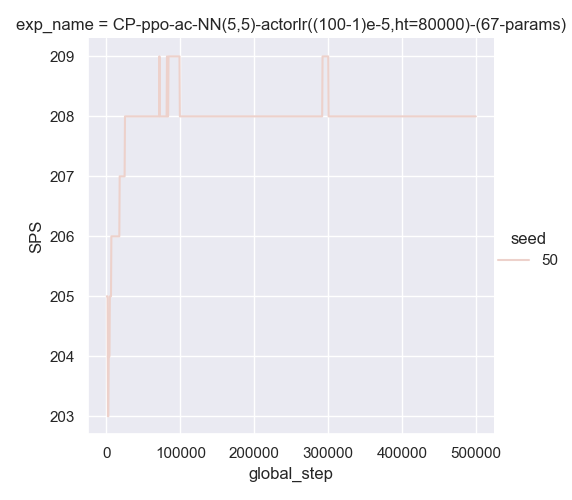 exp_name = CP-ppo-ac-NN(5,5)-actorlr((100-1)e-5,ht=80000)-(67-params)
209
208
207
206
205
204
203
SPS
0 100000 200000 300000 400000 500000
global_step
seed
50